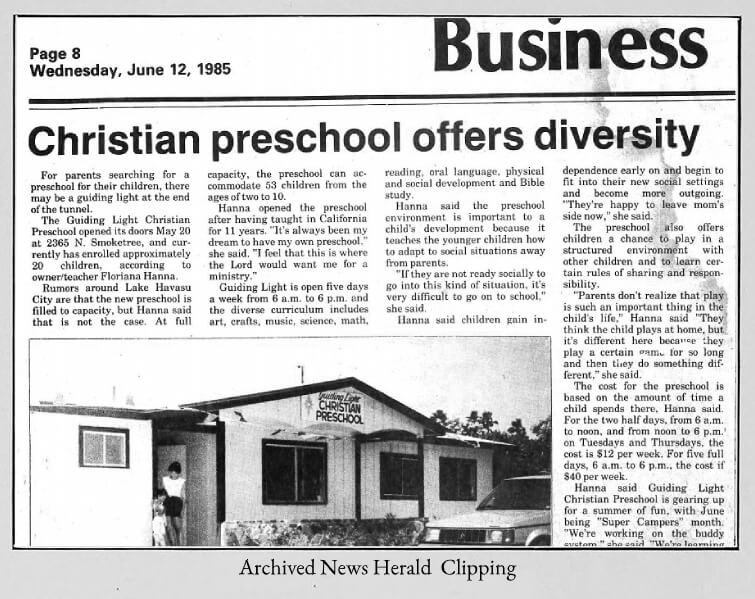 Page 8
Wednesday, June 12, 1985
Business
Christian preschool offers diversity
For parents searching for a
preschool for their children, there
may be a guiding light at the end
of the tunnel.
The Guiding Light Christian
Preschool opened its doors May 20
at 2365 N. Smoketree, and cur-
rently has enrolled approximately
20 children, according to
owner/teacher Floriana Hanna.
Rumors around Lake Havasu
City are that the new preschool is
filled to capacity, but Hanna said
that is not the case. At full
capacity, the preschool can ac-
commodate 53 children from the
ages of two to 10.
Hanna opened the preschool
after having taught in California
for 11 years. "It's always been my
dream to have my own preschool,"
she said. "I feel that this is where
the Lord would want me for a
ministry."
Guiding Light is open five days
a week from 6 a.m. to 6 p.m. and
the diverse curriculum includes
art, crafts, music, science, math,
reading, oral language, physical
and social development and Bible
study.
Hanna said the preschool
environment is important to a
child's development because it
teaches the younger children how
to adapt to social situations away
from parents.
"If they are not ready socially to
go into this kind of situation, it's
very difficult to go on to school,"
she said.
Hanna said children gain in-
dependence early on and begin to
fit into their new social settings
and become more outgoing.
"They're happy to leave mom's
side now," she said.
The preschool also offers
children a chance to play in a
structured environment with
other children and to learn cer-
tain rules of sharing and respon-
sibility.
"Parents don't realize that play
is such an important thing in the
child's life," Hanna said "They
think the child plays at home, but
it's different here because they
play a certain game for so long
and then they do something dif-
ferent," she said.
The cost for the preschool is
based on the amount of time a
child spends there, Hanna said.
For the two half days, from 6 a.m.
to noon, and from noon to 6 p.m.
on Tuesdays and Thursdays, the
cost is $12 per week. For five full
days, 6 a.m. to 6 p.m., the cost if
$40 per week.
Hanna said Guiding Light
Christian Preschool is gearing up
for a summer of fun, with June
being "Super Campers" month.
"We're working on the buddy
system," she said. "We're learning
Guiding Light
CHRISTIAN
PRESCHOOL
Archived News Herald Clipping